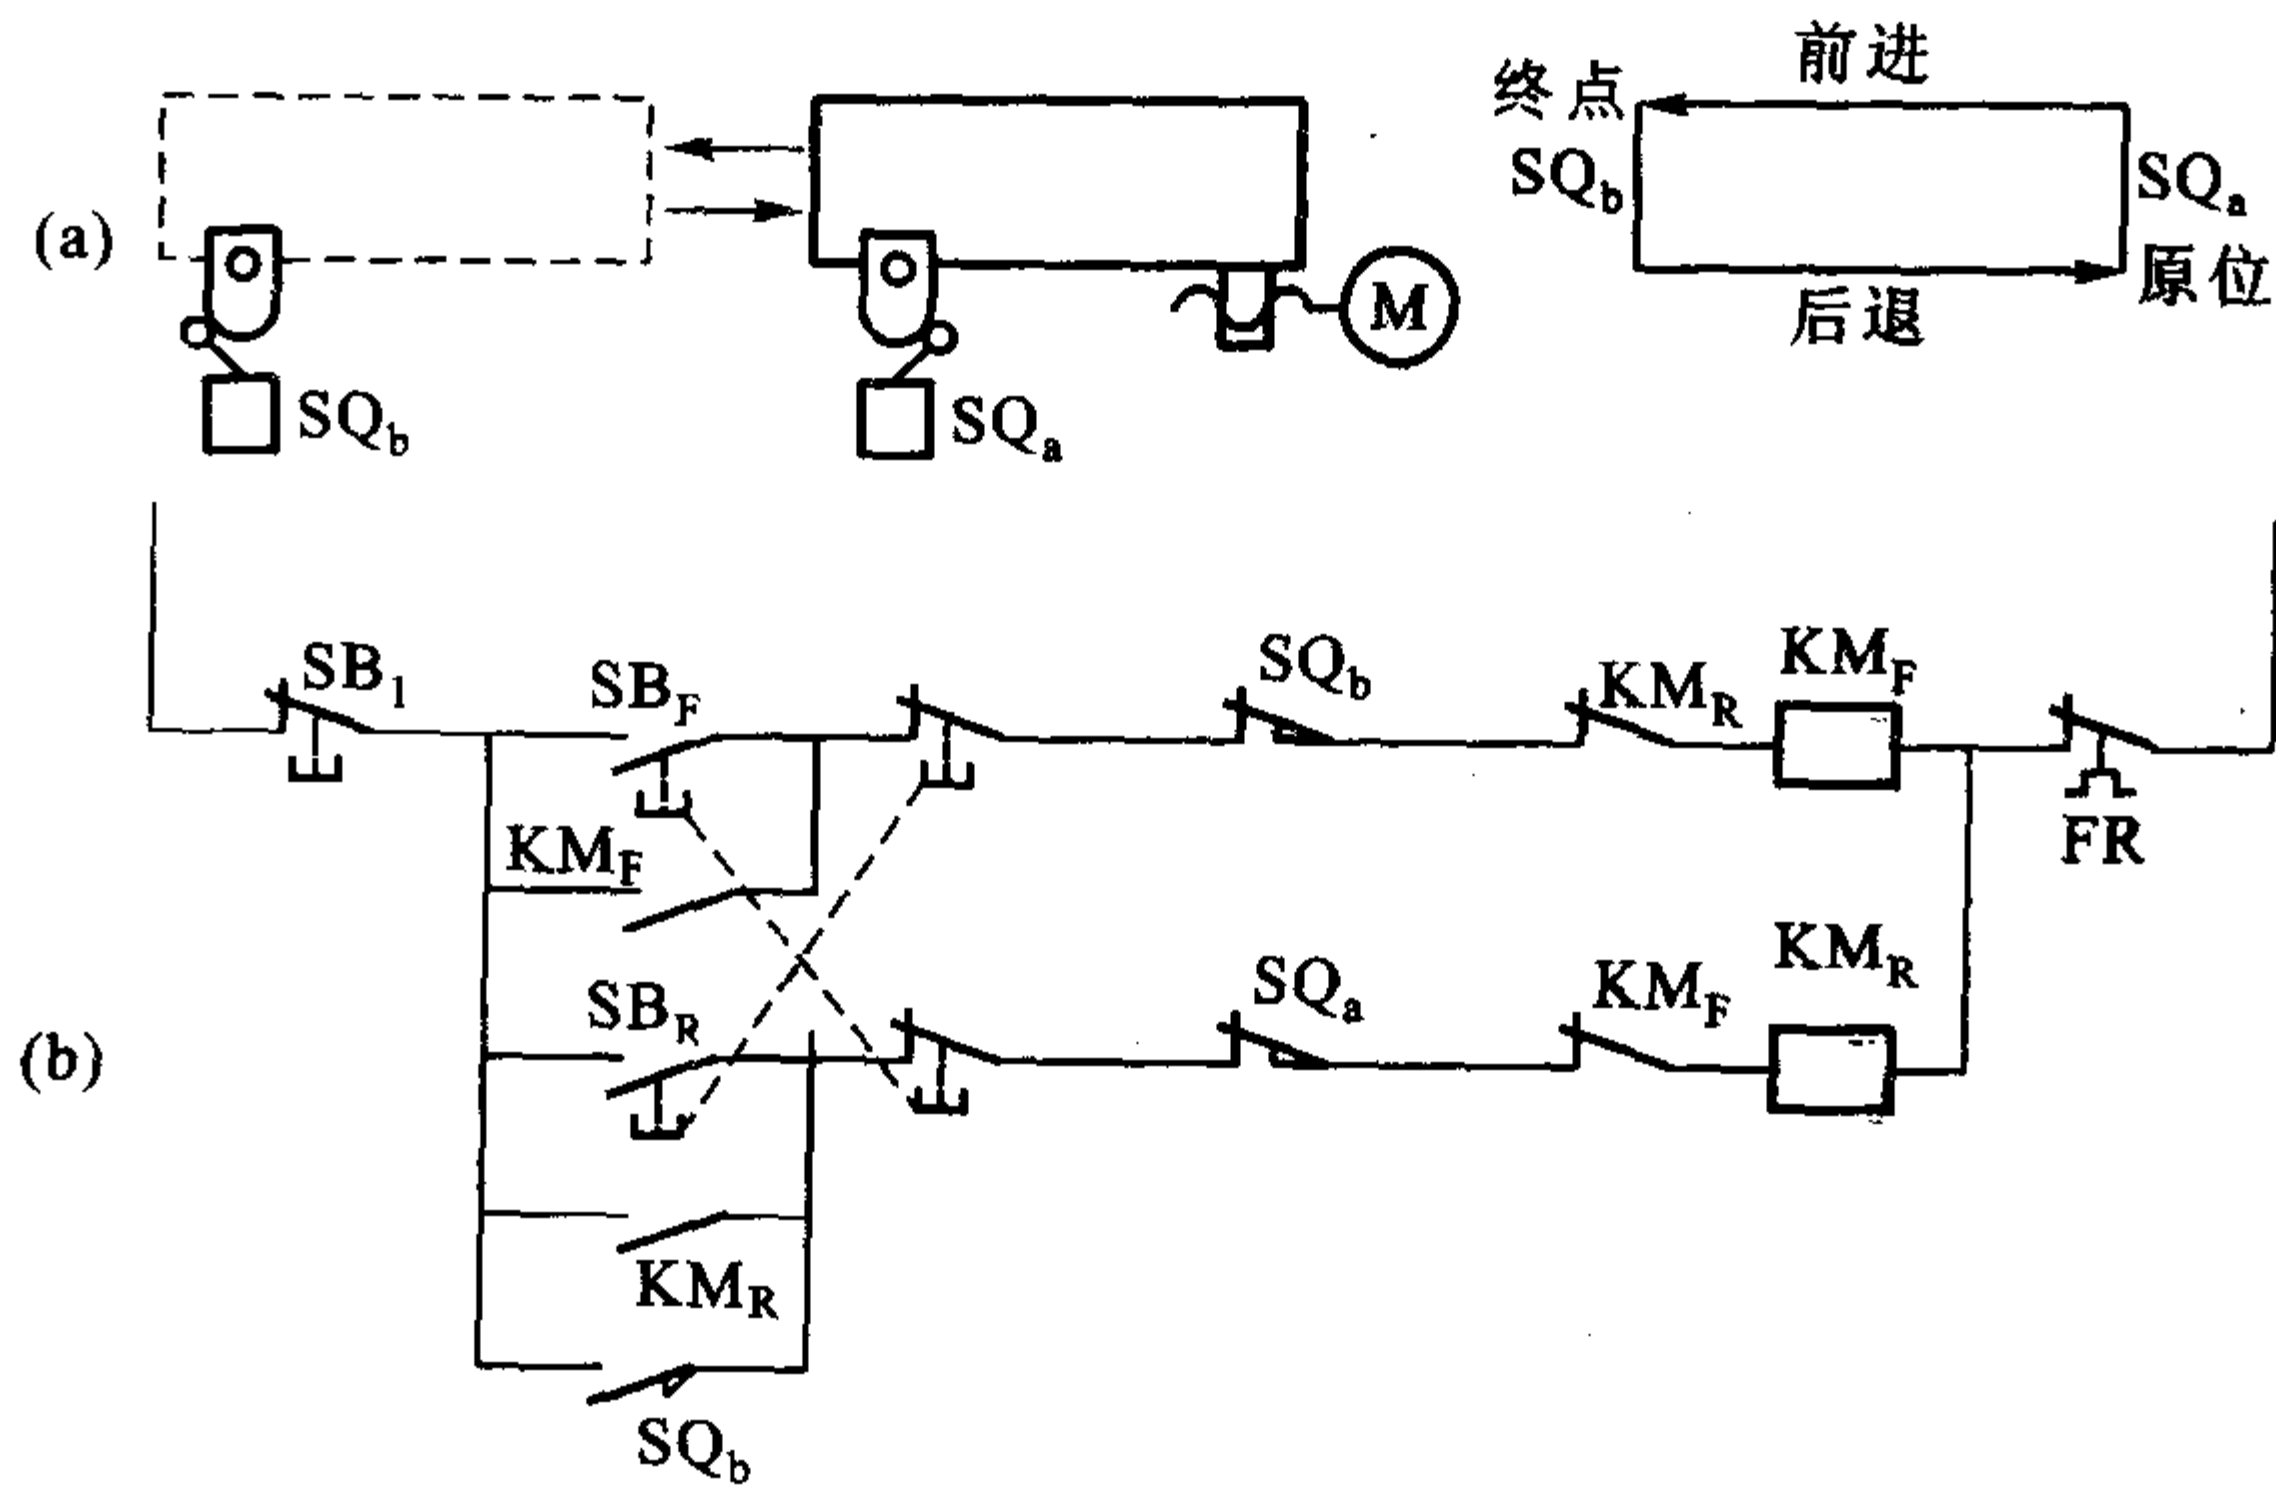 前进
终点
SQb
SQa
原位
后退
(a)
M
SQb
SQa
SB1
SBF
SQb
KMR
KMF
KMF
FR
SBR
SQa
KMF
KMR
(b)
KMR
SQb